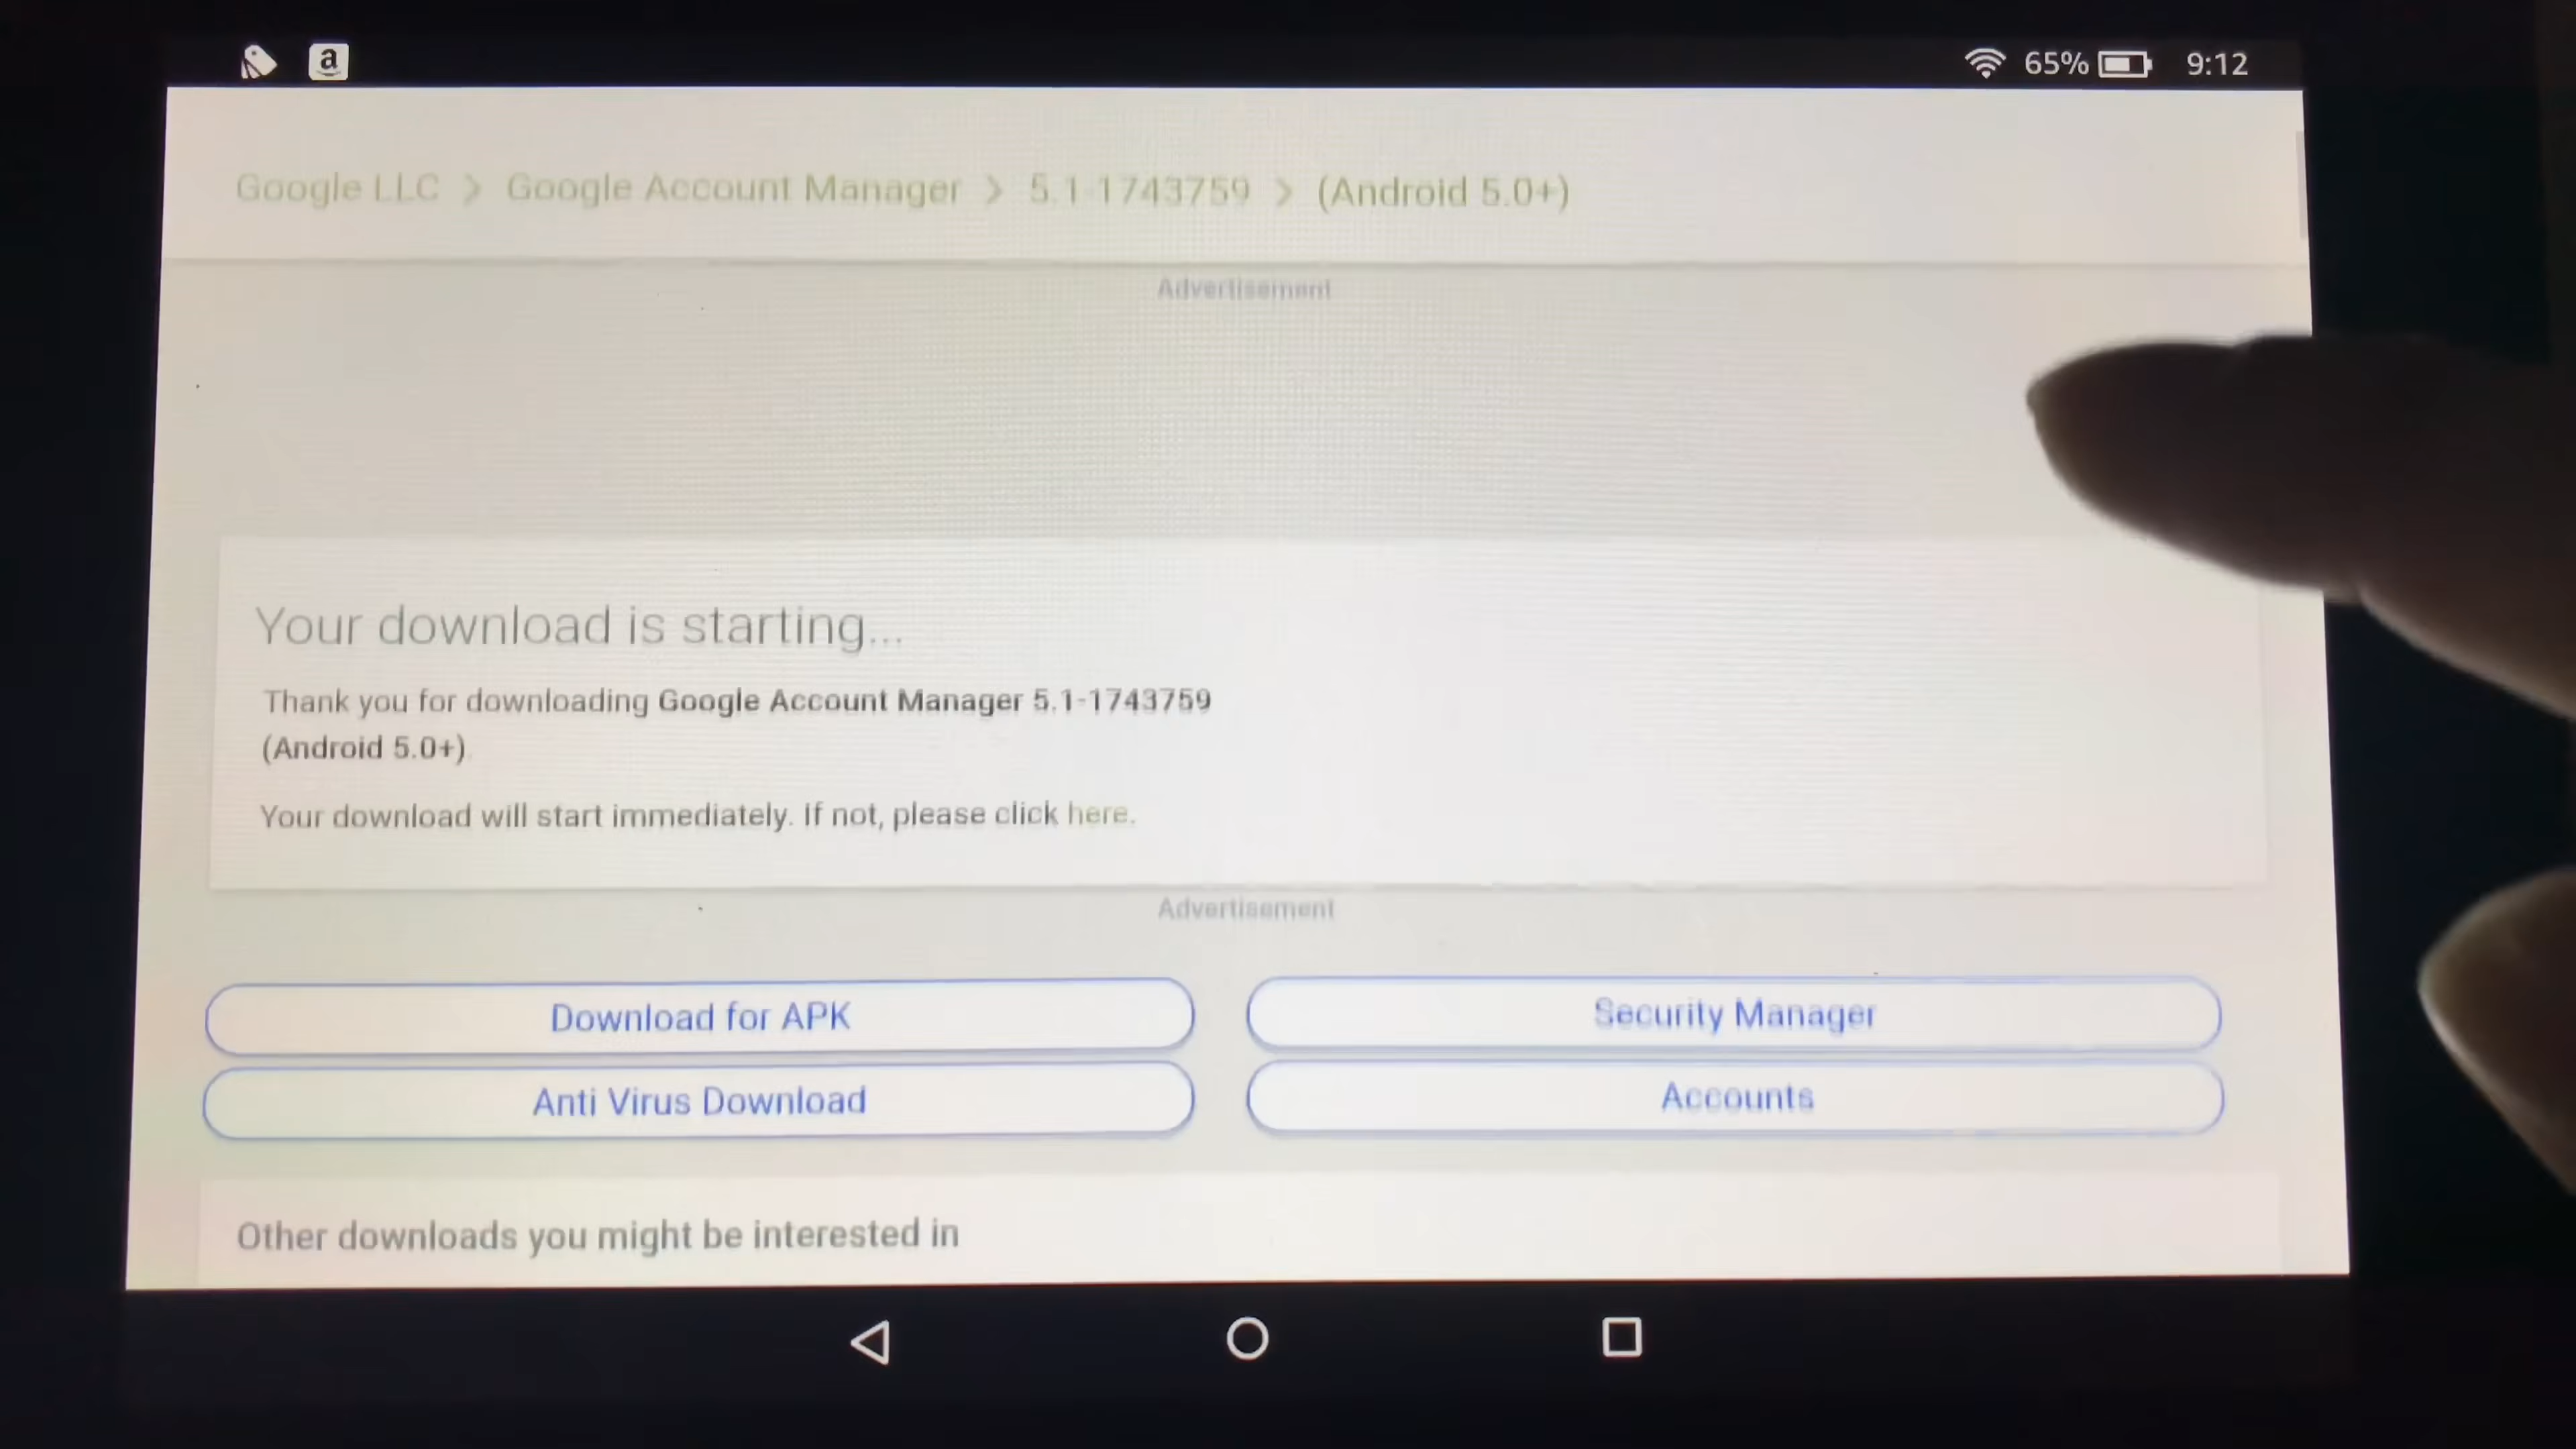 a 65% 9:12
Google LLC > Google Account Manager > 5.1-1743759 > (Android 5.0+)
Advertisement
Your download is starting...
Thank you for downloading Google Account Manager 5.1-1743759
(Android 5.0+)
Your download will start immediately. If not, please click here.
Advertisement
Download for APK
Security Manager
Anti Virus Download
Accounts
Other downloads you might be interested in